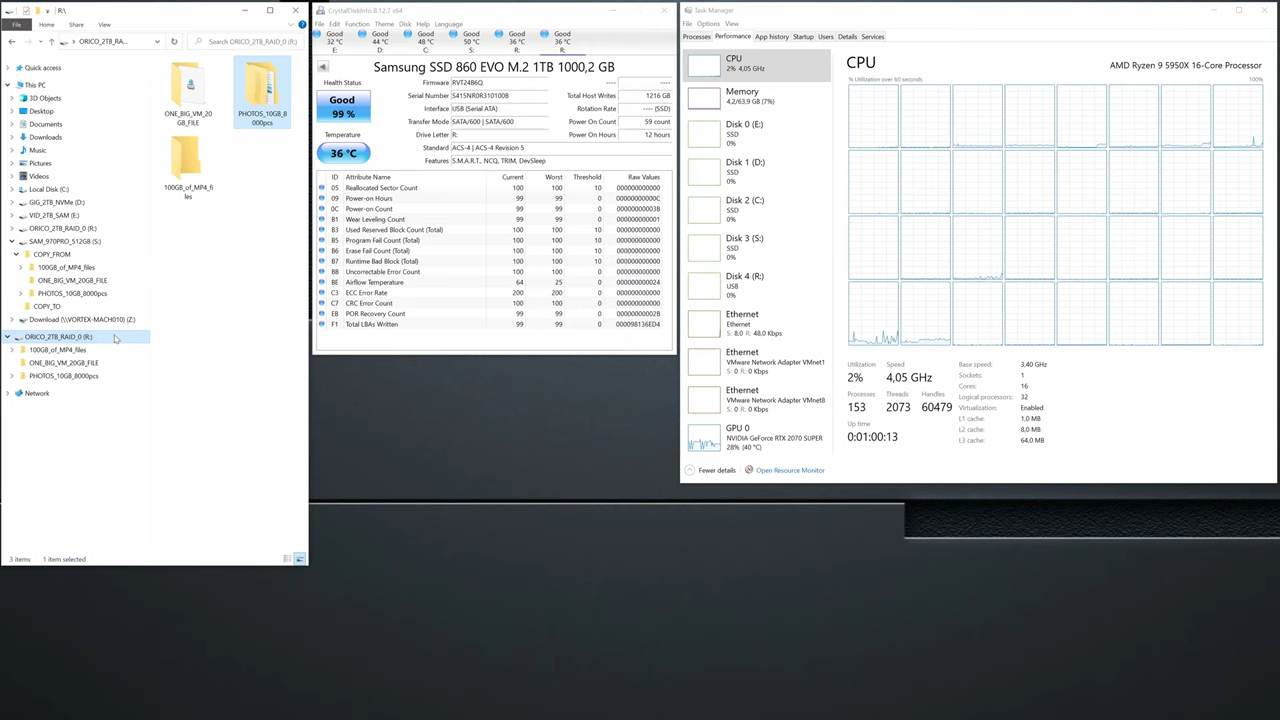 R:\
File
Home
Share
View
ORICO_2TB_RA...
Search ORICO_2TB_RAID_0 (R:)
Quick access
This PC
3D Objects
Desktop
Documents
Downloads
Music
Pictures
Videos
Local Disk (C:)
GIG_2TB_NVMe (D:)
VID_2TB_SAM (E:)
ORICO_2TB_RAID_0 (R:)
SAM_970PRO_512GB (S:)
COPY_FROM
100GB_of_MP4_files
ONE_BIG_VM_20GB_FILE
PHOTOS_10GB_8000pcs
COPY_TO
Download (\\VORTEX-MACH010) (Z:)
ORICO_2TB_RAID_0 (R:)
100GB_of_MP4_files
ONE_BIG_VM_20GB_FILE
PHOTOS_10GB_8000pcs
Network
ONE_BIG_VM_20
GB_FILE
PHOTOS_10GB_8
000pcs
100GB_of_MP4_fi
les
3 items
1 item selected
CrystalDiskInfo 8.12.7 x64
File Edit Function Theme Disk Help Language
Good Good Good Good Good Good
32 °C 44 °C 48 °C 50 °C 36 °C 36 °C
E: D: C: S: R: R:
Samsung SSD 860 EVO M.2 1TB 1000,2 GB
Health Status
Good
99 %
Temperature
36 °C
Firmware RVT24B6Q
Serial Number S415NR0R310100B
Interface USB (Serial ATA)
Transfer Mode SATA/600 | SATA/600
Drive Letter R:
Standard ACS-4 | ACS-4 Revision 5
Features S.M.A.R.T., NCQ, TRIM, DevSleep
----
Total Host Writes 1216 GB
Rotation Rate ---- (SSD)
Power On Count 59 count
Power On Hours 12 hours
ID Attribute Name Current Worst Threshold Raw Values
05 Reallocated Sector Count 100 100 10 000000000000
09 Power-on Hours 99 99 0 00000000000C
0C Power-on Count 99 99 0 00000000003B
B1 Wear Leveling Count 99 99 0 000000000001
B3 Used Reserved Block Count (Total) 100 100 10 000000000000
B5 Program Fail Count (Total) 100 100 10 000000000000
B6 Erase Fail Count (Total) 100 100 10 000000000000
B7 Runtime Bad Block (Total) 100 100 10 000000000000
BB Uncorrectable Error Count 100 100 0 000000000000
BE Airflow Temperature 64 25 0 000000000024
C3 ECC Error Rate 200 200 0 000000000000
C7 CRC Error Count 100 100 0 000000000000
EB POR Recovery Count 99 99 0 000000000002
F1 Total LBAs Written 99 99 0 000098136ED4
Task Manager
File Options View
Processes Performance App history Startup Users Details Services
CPU
2% 4,05 GHz
Memory
4,2/63,9 GB (7%)
Disk 0 (E:)
SSD
0%
Disk 1 (D:)
SSD
0%
Disk 2 (C:)
SSD
0%
Disk 3 (S:)
SSD
0%
Disk 4 (R:)
USB
0%
Ethernet
Ethernet
S: 8,0 R: 48,0 Kbps
Ethernet
VMware Network Adapter VMnet1
S: 0 R: 0 Kbps
Ethernet
VMware Network Adapter VMnet8
S: 0 R: 0 Kbps
GPU 0
NVIDIA GeForce RTX 2070 SUPER
28% (40 °C)
CPU
AMD Ryzen 9 5950X 16-Core Processor
% Utilization over 60 seconds
100%
Utilization Speed
2% 4,05 GHz
Processes Threads Handles
153 2073 60479
Up time
0:01:00:13
Base speed: 3,40 GHz
Sockets: 1
Cores: 16
Logical processors: 32
Virtualization: Enabled
L1 cache: 1,0 MB
L2 cache: 8,0 MB
L3 cache: 64,0 MB
Fewer details
Open Resource Monitor